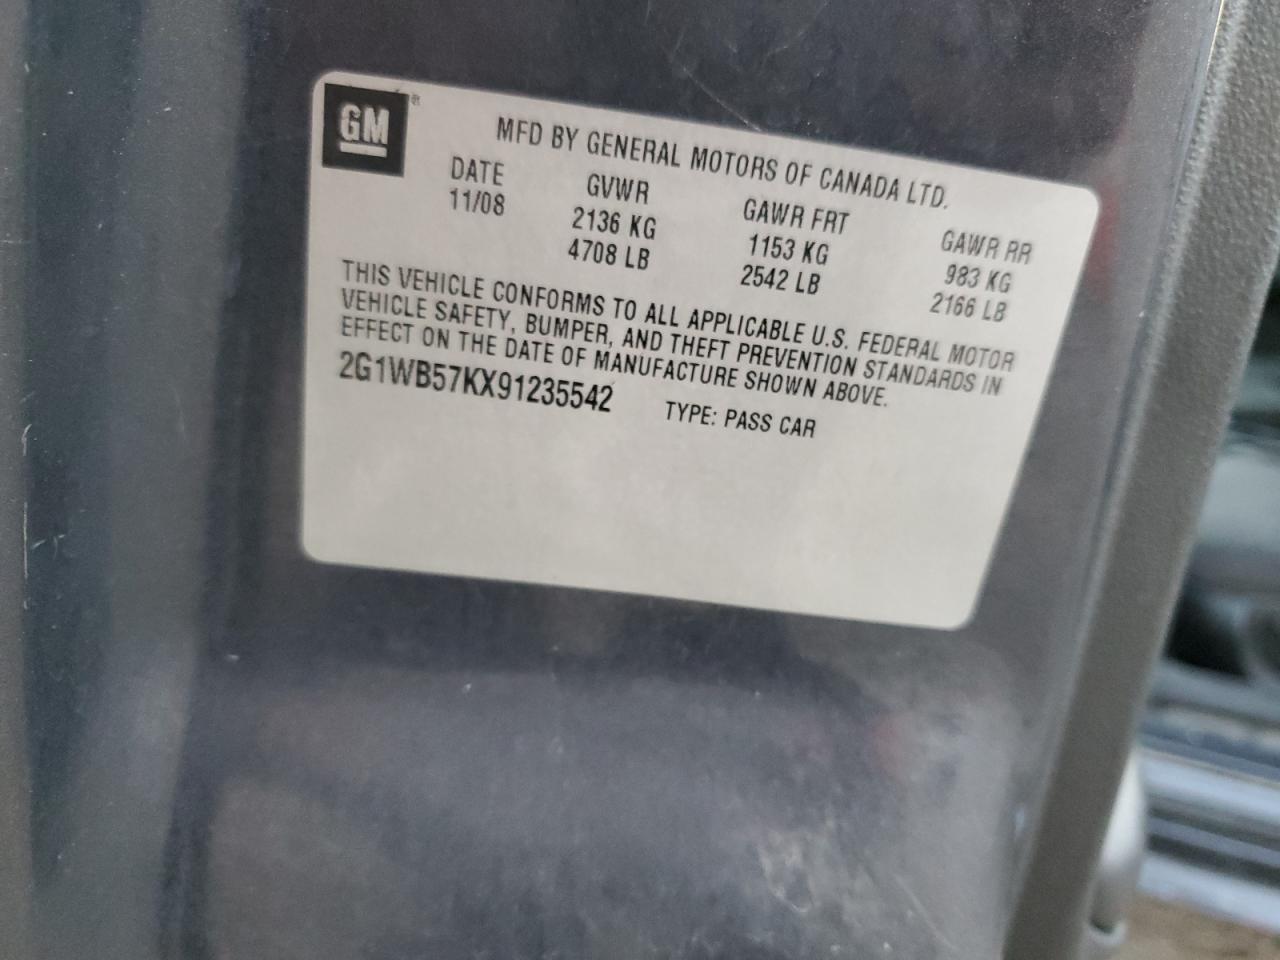 GM®
MFD BY GENERAL MOTORS OF CANADA LTD.
DATE GVWR GAWR FRT GAWR RR
11/08 2136 KG 1153 KG 983 KG
4708 LB 2542 LB 2166 LB
THIS VEHICLE CONFORMS TO ALL APPLICABLE U.S. FEDERAL MOTOR
VEHICLE SAFETY, BUMPER, AND THEFT PREVENTION STANDARDS IN
EFFECT ON THE DATE OF MANUFACTURE SHOWN ABOVE.
2G1WB57KX91235542 TYPE: PASS CAR